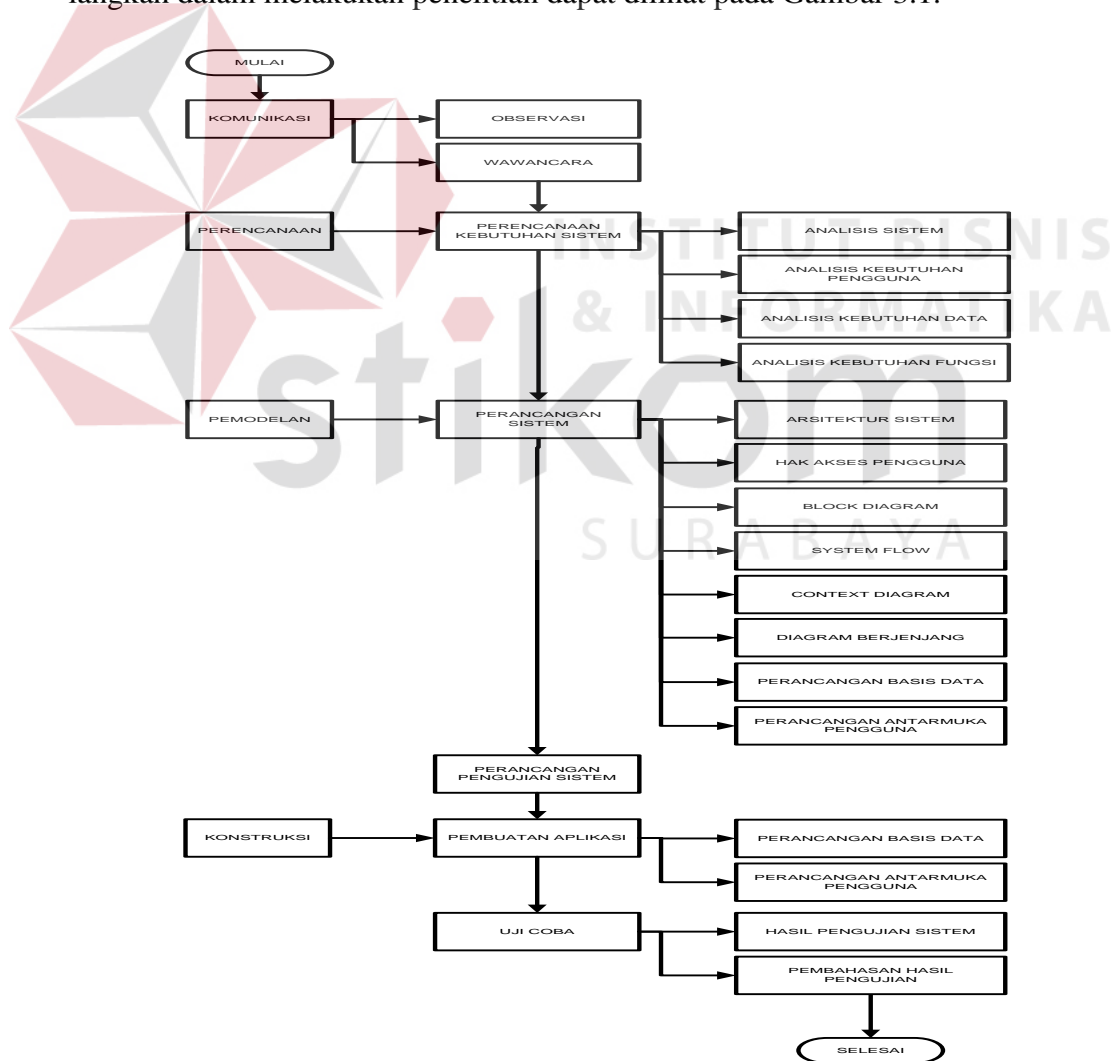 langkah dalam melakukan penelitian dapat dilihat pada Gambar 3.1.
MULAI
KOMUNIKASI
OBSERVASI
WAWANCARA
PERENCANAAN
PERENCANAAN
KEBUTUHAN SISTEM
ANALISIS SISTEM
ANALISIS KEBUTUHAN
PENGGUNA
ANALISIS KEBUTUHAN DATA
ANALISIS KEBUTUHAN FUNGSI
INSTITUT BISNIS
& INFORMATIKA
stikom
SURABAYA
PEMODELAN
PERANCANGAN
SISTEM
ARSITEKTUR SISTEM
HAK AKSES PENGGUNA
BLOCK DIAGRAM
SYSTEM FLOW
CONTEXT DIAGRAM
DIAGRAM BERJENJANG
PERANCANGAN BASIS DATA
PERANCANGAN ANTARMUKA
PENGGUNA
PERANCANGAN
PENGUJIAN SISTEM
KONSTRUKSI
PEMBUATAN APLIKASI
PERANCANGAN BASIS DATA
PERANCANGAN ANTARMUKA
PENGGUNA
UJI COBA
HASIL PENGUJIAN SISTEM
PEMBAHASAN HASIL
PENGUJIAN
SELESAI